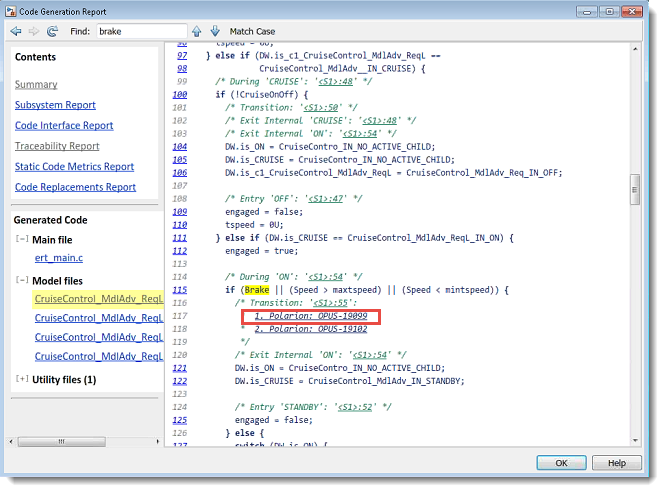 Code Generation Report
Find: brake Match Case
Contents
Summary
Subsystem Report
Code Interface Report
Traceability Report
Static Code Metrics Report
Code Replacements Report
Generated Code
[−] Main file
ert_main.c
[−] Model files
CruiseControl_MdlAdv_ReqL
CruiseControl_MdlAdv_ReqL
CruiseControl_MdlAdv_ReqL
CruiseControl_MdlAdv_ReqL
[+] Utility files (1)
96 tspeed = 0U;
97 } else if (DW.is_c1_CruiseControl_MdlAdv_ReqL ==
98 CruiseControl_MdlAdv__IN_CRUISE) {
99 /* During 'CRUISE': '<S1>:48' */
100 if (!CruiseOnOff) {
101 /* Transition: '<S1>:50' */
102 /* Exit Internal 'CRUISE': '<S1>:48' */
103 /* Exit Internal 'ON': '<S1>:54' */
104 DW.is_ON = CruiseContro_IN_NO_ACTIVE_CHILD;
105 DW.is_CRUISE = CruiseContro_IN_NO_ACTIVE_CHILD;
106 DW.is_c1_CruiseControl_MdlAdv_ReqL = CruiseControl_MdlAdv_Req_IN_OFF;
107
108 /* Entry 'OFF': '<S1>:47' */
109 engaged = false;
110 tspeed = 0U;
111 } else if (DW.is_CRUISE == CruiseControl_MdlAdv_ReqL_IN_ON) {
112 engaged = true;
113
114 /* During 'ON': '<S1>:54' */
115 if (Brake || (Speed > maxtspeed) || (Speed < mintspeed)) {
116 /* Transition: '<S1>:55':
117 1. Polarion: OPUS-19099
118 * 2. Polarion: OPUS-19102
119 */
120 /* Exit Internal 'ON': '<S1>:54' */
121 DW.is_ON = CruiseContro_IN_NO_ACTIVE_CHILD;
122 DW.is_CRUISE = CruiseControl_MdlAdv_IN_STANDBY;
123
124 /* Entry 'STANDBY': '<S1>:52' */
125 engaged = false;
126 } else {
127 switch (DW.is_ON) {
OK Help